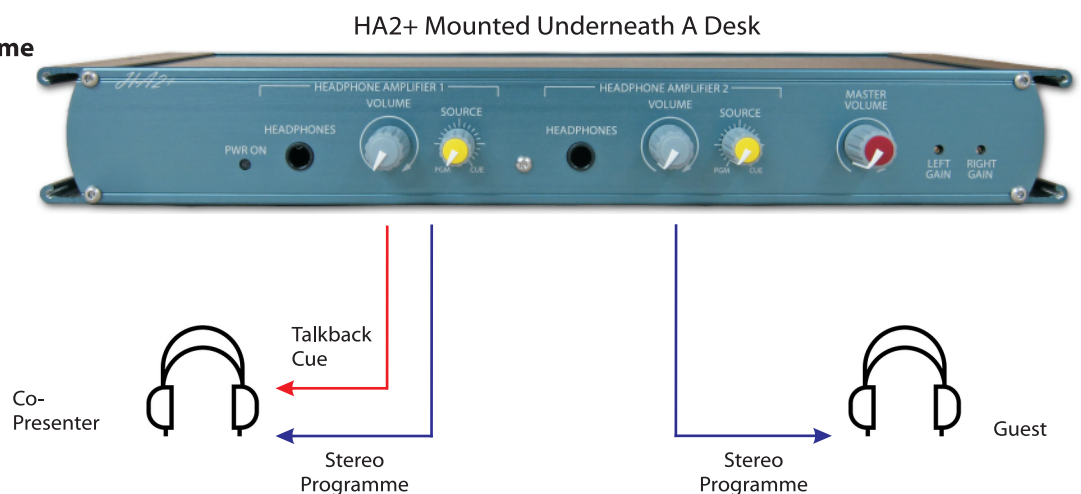 HA2+ Mounted Underneath A Desk
me
HA2+
HEADPHONE AMPLIFIER 1
HEADPHONE AMPLIFIER 2
VOLUME
SOURCE
VOLUME
SOURCE
MASTER
VOLUME
HEADPHONES
HEADPHONES
PWR ON
PGM
CUE
PGM
CUE
LEFT
GAIN
RIGHT
GAIN
Talkback
Cue
Co-
Presenter
Guest
Stereo
Programme
Stereo
Programme